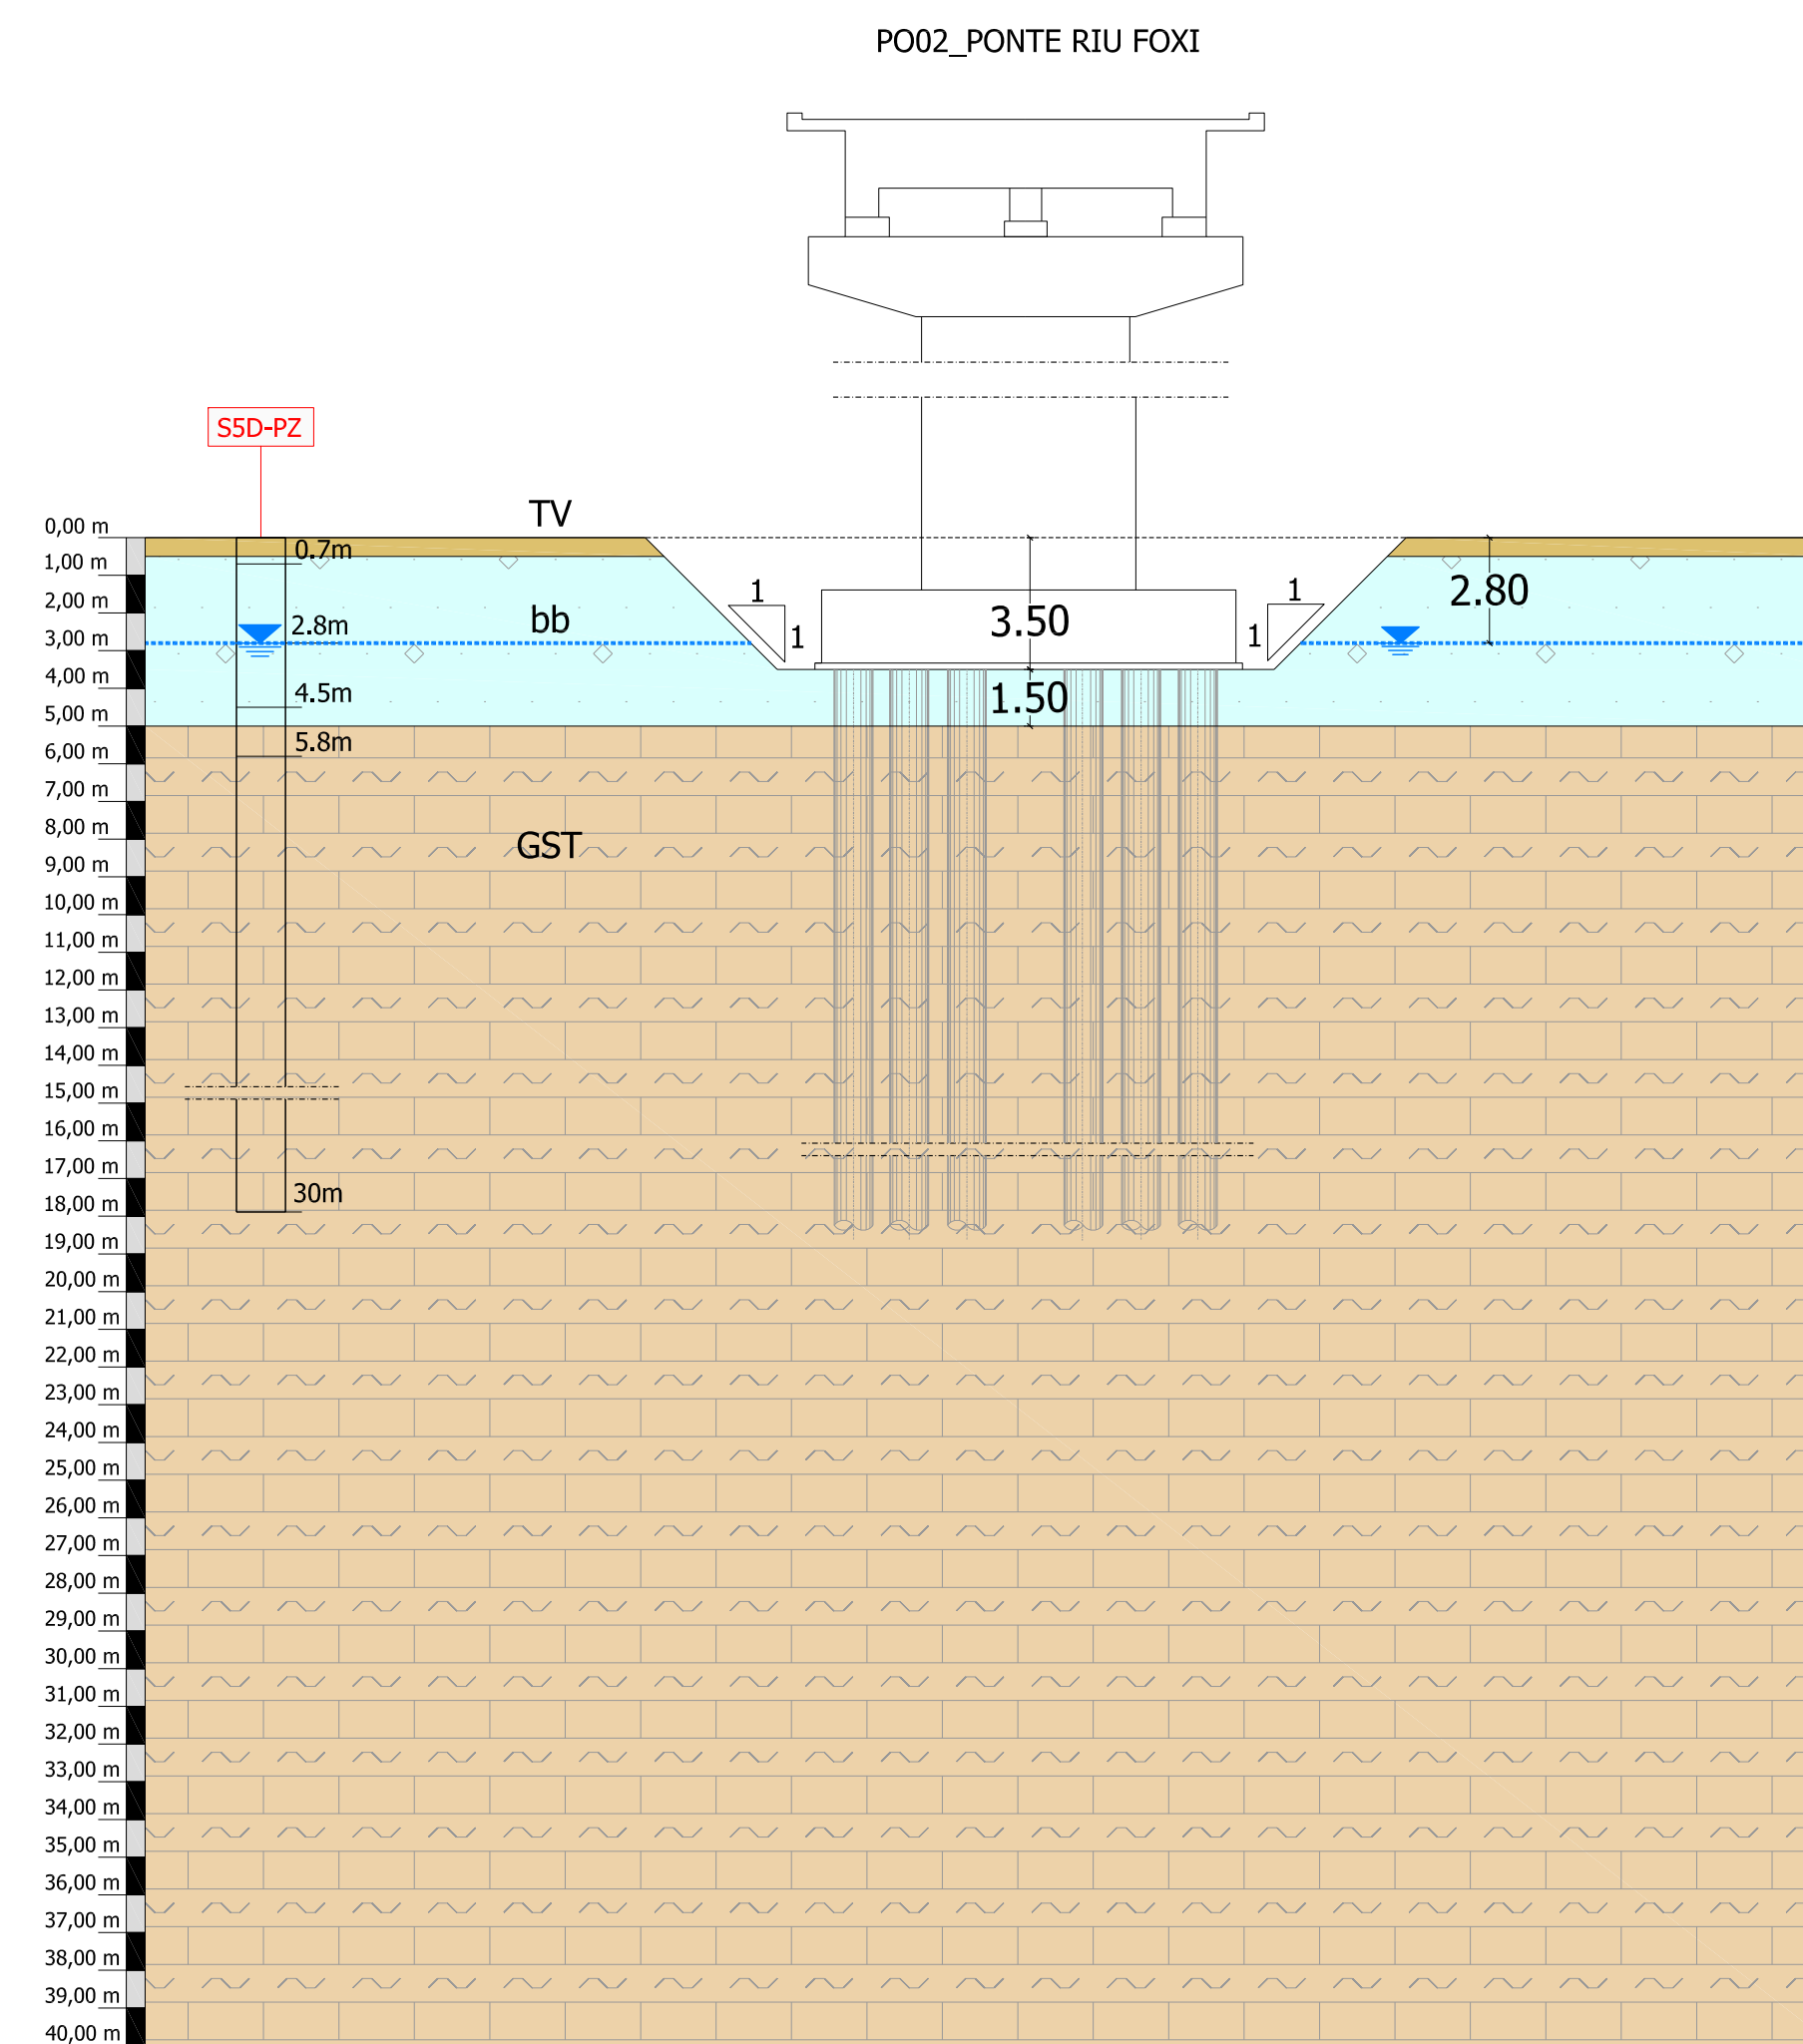 PO02_PONTE RIU FOXI
S5D-PZ
TV
0,00 m
0.7m
1,00 m
2,00 m
bb
2.8m
3,00 m
1
1
3.50
1
1
2.80
4,00 m
4.5m
1.50
5,00 m
5.8m
6,00 m
7,00 m
8,00 m
GST
9,00 m
10,00 m
11,00 m
12,00 m
13,00 m
14,00 m
15,00 m
16,00 m
17,00 m
30m
18,00 m
19,00 m
20,00 m
21,00 m
22,00 m
23,00 m
24,00 m
25,00 m
26,00 m
27,00 m
28,00 m
29,00 m
30,00 m
31,00 m
32,00 m
33,00 m
34,00 m
35,00 m
36,00 m
37,00 m
38,00 m
39,00 m
40,00 m